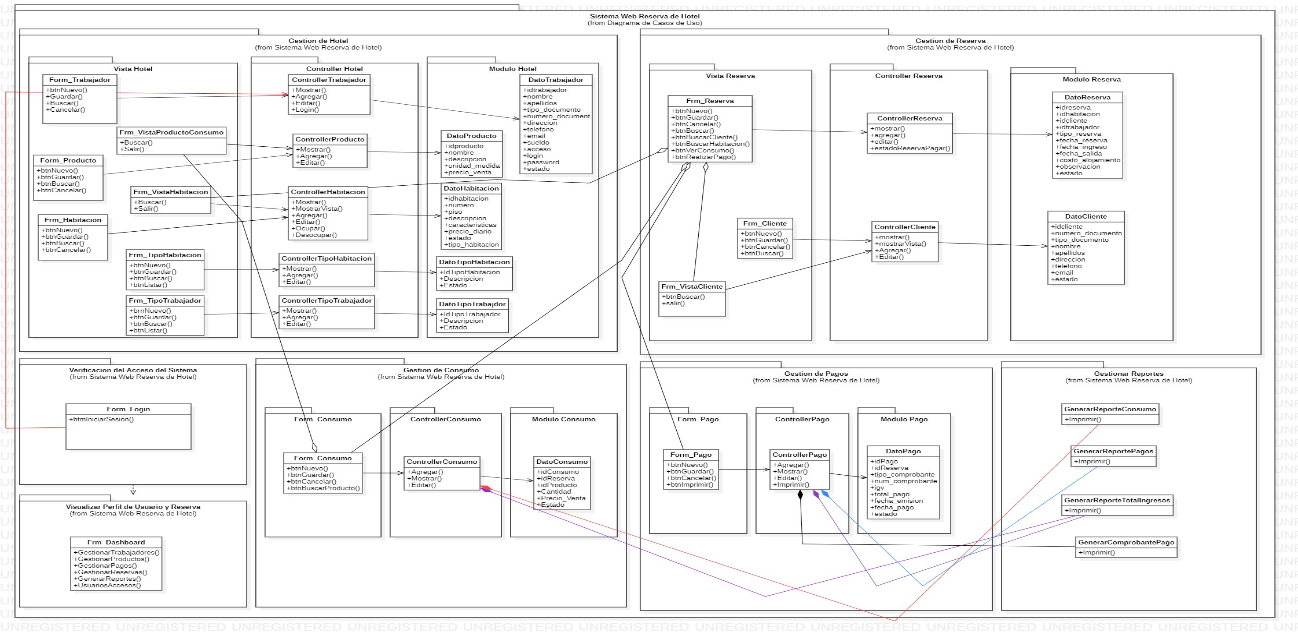 Sistema Web Reserva de Hotel
(from Diagrama de Casos de Uso)
Gestion de Hotel
(from Sistema Web Reserva de Hotel)
Vista Hotel
Form_Trabajador
+btnNuevo()
+Guardar()
+Buscar()
+Cancelar()
Frm_VistaProductoConsumo
+Buscar()
+Salir()
Form_Producto
+btnNuevo()
+btnGuardar()
+btnBuscar()
+btnCancelar()
Frm_VistaHabitacion
+Buscar()
+Salir()
Frm_Habitacion
+btnNuevo()
+btnGuardar()
+btnBuscar()
+btnCancelar()
Frm_TipoHabitacion
+btnNuevo()
+btnGuardar()
+btnBuscar()
+btnListar()
Frm_TipoTrabajador
+brnNuevo()
+btnGuardar()
+btnBuscar()
+btnListar()
Controller Hotel
ControllerTrabajador
+Mostrar()
+Agregar()
+Editar()
+Login()
ControllerProducto
+Mostrar()
+Agregar()
+Editar()
ControllerHabitacion
+Mostrar()
+MostrarVista()
+Agregar()
+Editar()
+Ocupar()
+Desocupar()
ControllerTipoHabitacion
+Mostrar()
+Agregar()
+Editar()
ControllerTipoTrabajador
+Mostrar()
+Agregar()
+Editar()
Modulo Hotel
DatoTrabajador
+idtrabajador
+nombre
+apellidos
+tipo_documento
+numero_document
+direccion
+telefono
+email
+sueldo
+acceso
+login
+password
+estado
DatoProducto
+idproducto
+nombre
+descripcion
+unidad_medida
+precio_venta
DatoHabitacion
+idhabitacion
+numero
+piso
+descripcion
+caracteristicas
+precio_diario
+estado
+tipo_habitacion
DatoTipoHabitacion
+IdTipoHabitacion
+Descripcion
+Estado
DatoTipoTrabajador
+IdTipoTrabajador
+Descripcion
+Estado
Gestion de Reserva
(from Sistema Web Reserva de Hotel)
Vista Reserva
Frm_Reserva
+btnNuevo()
+btnGuardar()
+btnCancelar()
+btnBuscar()
+btnBuscarCliente()
+btnBuscarHabitacion()
+btnVerConsumo()
+btnRealizarPago()
Frm_Cliente
+btnNuevo()
+btnGuardar()
+btnCancelar()
+btnBuscar()
Frm_VistaCliente
+btnBuscar()
+salir()
Controller Reserva
ControllerReserva
+mostrar()
+agregar()
+editar()
+estadoReservaPagar()
ControllerCliente
+mostrar()
+mostrarVista()
+Agregar()
+Editar()
Modulo Reserva
DatoReserva
+idreserva
+idhabitacion
+idcliente
+idtrabajador
+tipo_reserva
+fecha_reserva
+fecha_ingreso
+fecha_salida
+costo_alojamiento
+observacion
+estado
DatoCliente
+idcliente
+numero_documento
+tipo_documento
+nombre
+apellidos
+direccion
+telefono
+email
+estado
Verificacion del Acceso del Sistema
(from Sistema Web Reserva de Hotel)
Form_Login
+btmIniciarSesion()
Visualizar Perfil de Usuario y Reserva
(from Sistema Web Reserva de Hotel)
Frm_Dashboard
+GestionarTrabajadores()
+GestionarProductos()
+GestionarPagos()
+GestionarReservas()
+GenerarReportes()
+UsuariosAccesos()
Gestion de Consumo
(from Sistema Web Reserva de Hotel)
Form_Consumo
Form_Consumo
+btnNuevo()
+btnGuardar()
+btnCancelar()
+btnBuscarProducto()
ControllerConsumo
ControllerConsumo
+Agregar()
+Mostrar()
+Editar()
Modulo Consumo
DatoConsumo
+idConsumo
+idReserva
+idProducto
+Cantidad
+Precio_Venta
+Estado
Gestion de Pagos
(from Sistema Web Reserva de Hotel)
Form_Pago
Form_Pago
+btnNuevo()
+btnGuardar()
+btnCancelar()
+btnImprimir()
ControllerPago
ControllerPago
+Agregar()
+Mostrar()
+Editar()
+Imprimir()
Modulo Pago
DatoPago
+idPago
+idReserva
+tipo_comprobante
+num_comprobante
+igv
+total_pago
+fecha_emision
+fecha_pago
+estado
Gestionar Reportes
(from Sistema Web Reserva de Hotel)
GenerarReporteConsumo
+Imprimir()
GenerarReportePagos
+Imprimir()
GenerarReporteTotalIngresos
+Imprimir()
GenerarComprobantePago
+Imprimir()
UNREGISTERED UNREGISTERED UNREGISTERED UNREGISTERED UNREGISTERED UNREGISTERED